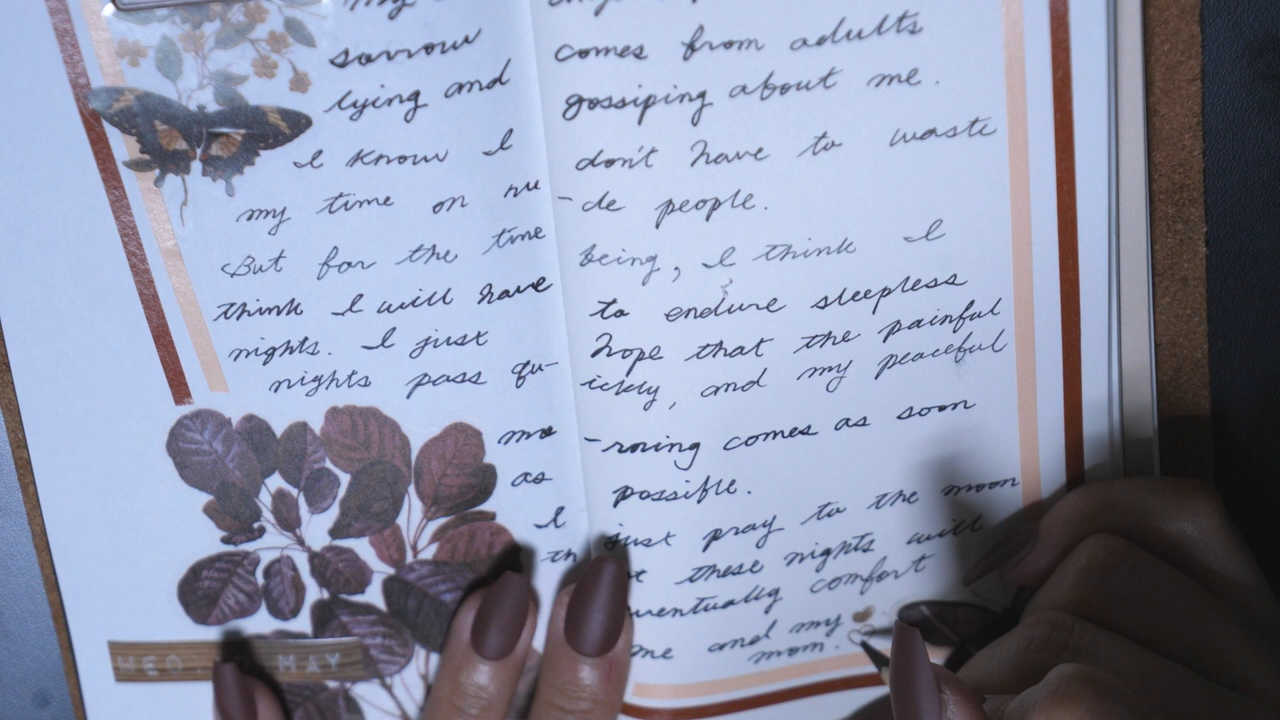 my
sorrow comes from adults
lying and gossiping about me.
I know I don't have to waste
my time on ru -de people.
But for the time being, I think I
think I will have to endure sleepless
nights. I just hope that the painful
nights pass qu- ickly, and my peaceful
mo -rning comes as soon
as possible.
I just pray to the moon
th t these nights will
eventually comfort
me and my
mom.
WED. MAY